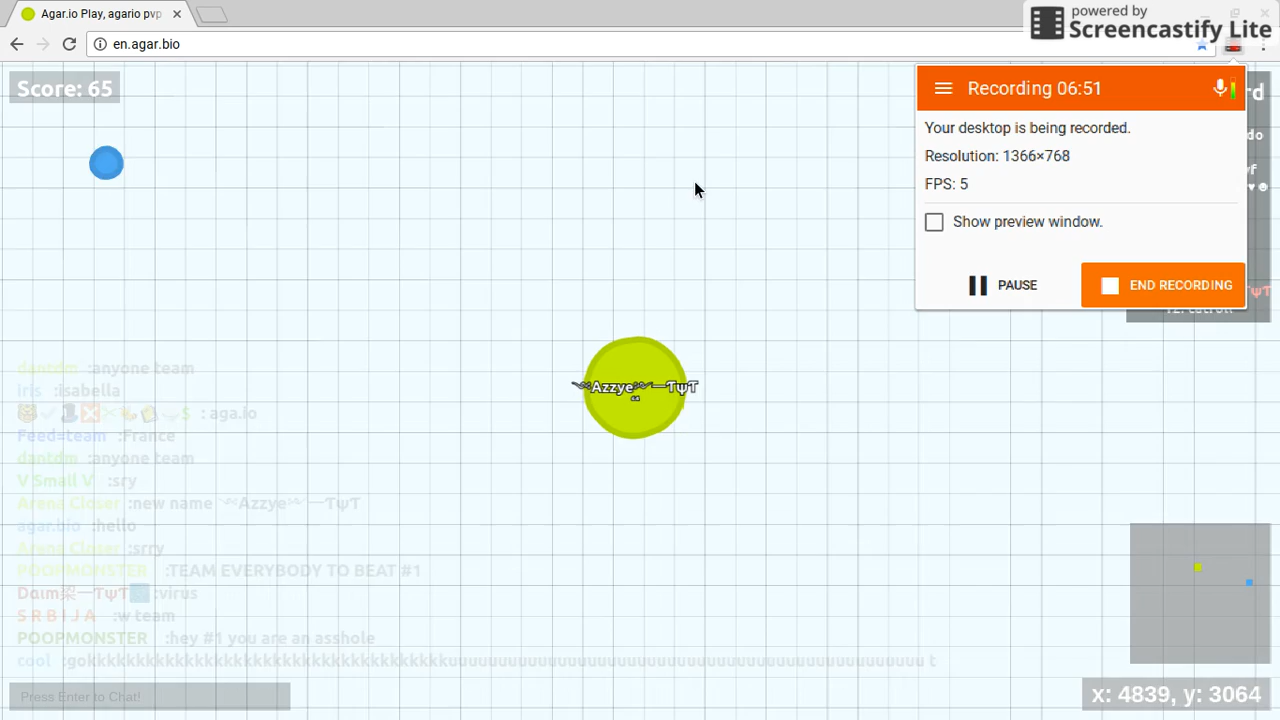 Agar.io Play, agario pvp
powered by
Screencastify Lite
en.agar.bio
Score: 65
Recording 06:51
Your desktop is being recorded.
Resolution: 1366×768
FPS: 5
Show preview window.
PAUSE
END RECORDING
rd
do
Azzye
dantdm :anyone team
Iris :isabella
: aga.io
Feed=team :France
dantdm :anyone team
V Small V :sry
Arena Closer :new name ༺Azzye༻—TψT
agar.bio :hello
Arena Closer :srry
POOPMONSTER :TEAM EVERYBODY TO BEAT #1
:virus
S R B I J A :w team
POOPMONSTER :hey #1 you are an asshole
cool
Press Enter to Chat!
x: 4839, y: 3064